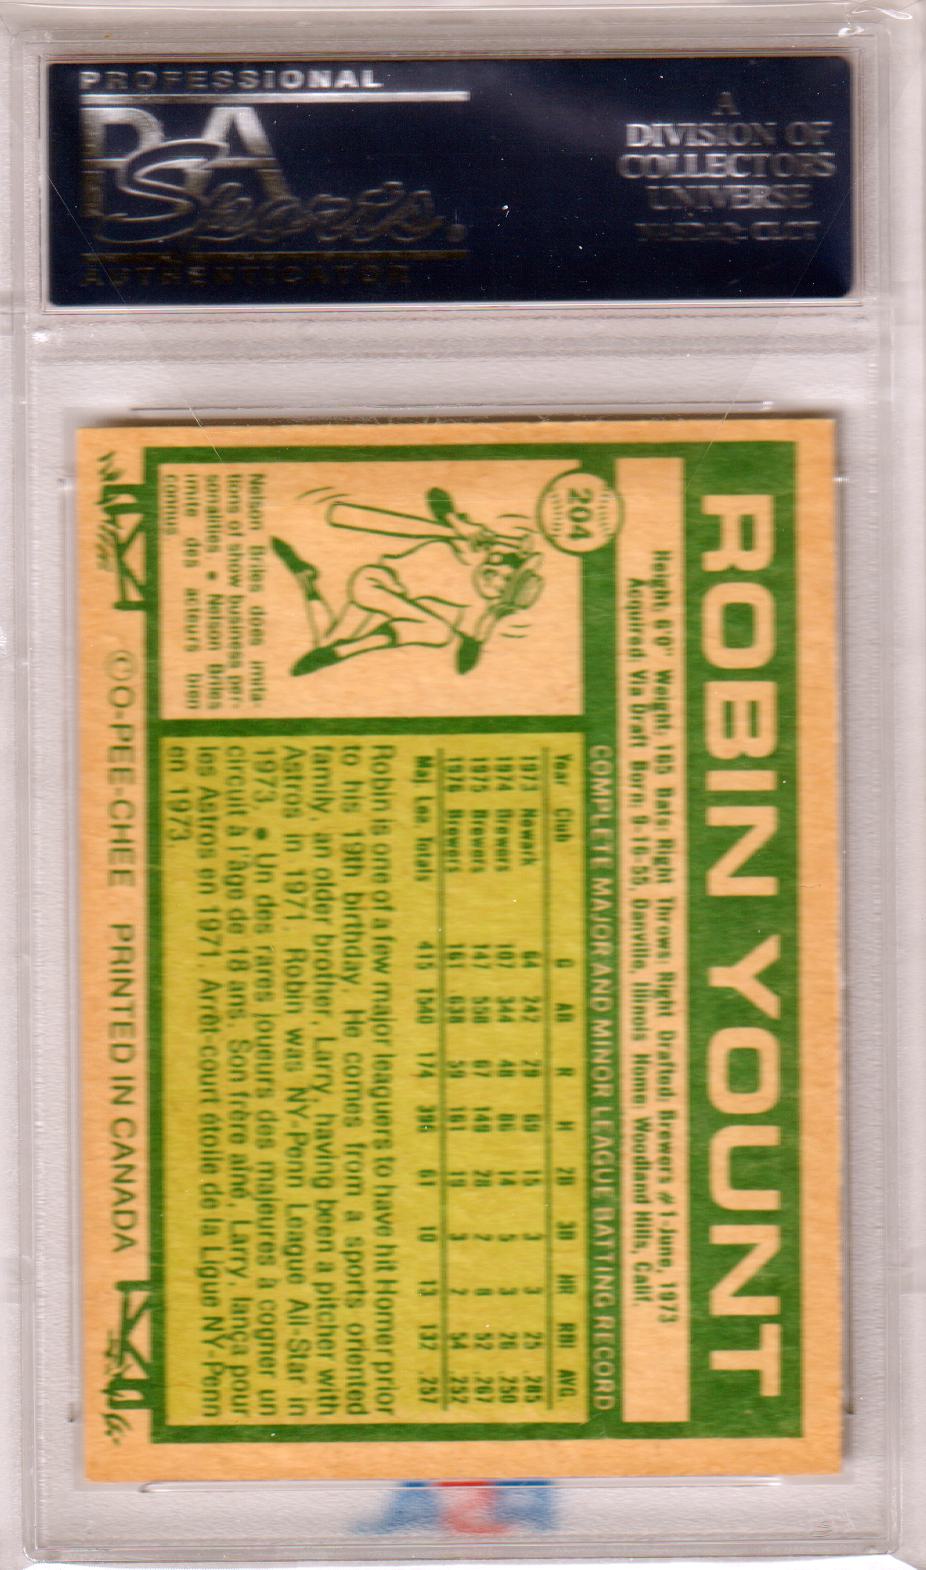 PROFESSIONAL
PSA
Sports.
AUTHENTICATOR
A
DIVISION OF
COLLECTORS
UNIVERSE
NASDAQ: CLCT
ROBIN YOUNT
Height: 6'0" Weight: 165 Bats: Right Throws: Right Drafted: Brewers #1-June, 1973
Acquired: Via Draft Born: 9-16-55, Danville, Illinois Home: Woodland Hills, Calif.
204
COMPLETE MAJOR AND MINOR LEAGUE BATTING RECORD
Year Club G AB R H 2B 3B HR RBI AVG
1973 Newark 64 242 29 69 15 5 3 25 .285
1974 Brewers 107 344 48 86 14 5 3 26 .250
1975 Brewers 147 558 67 149 28 2 8 52 .267
1976 Brewers 161 638 59 161 19 3 2 54 .252
Maj. Lea. Totals 415 1540 174 396 61 10 13 132 .257
Robin is one of a few major leaguers to have hit Homer prior
to his 19th birthday. He comes from a sports oriented
family, an older brother, Larry, having been a pitcher with
Astros in 1971. Robin was NY-Penn League All-Star in
1973. • Un des rares joueurs des majeures à cogner un
circuit à l'âge de 18 ans. Son frère aîné, Larry, lança pour
les Astros en 1971. Arrêt-court étoile de la Ligue NY-Penn
en 1973
Nelson Briles does imita-
tions of show business per-
sonalities. • Nelson Briles
imite des acteurs bien
connus
©O-PEE-CHEE PRINTED IN CANADA
PSA